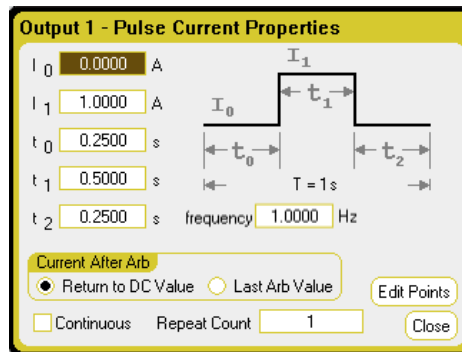 Output 1 - Pulse Current Properties
I0 0.0000 A
I1 1.0000 A
t0 0.2500 s
t1 0.5000 s
t2 0.2500 s
I1
I0
t1
t0
t2
T = 1 s
frequency 1.0000 Hz
Current After Arb
Return to DC Value Last Arb Value
Edit Points
Continuous Repeat Count 1
Close